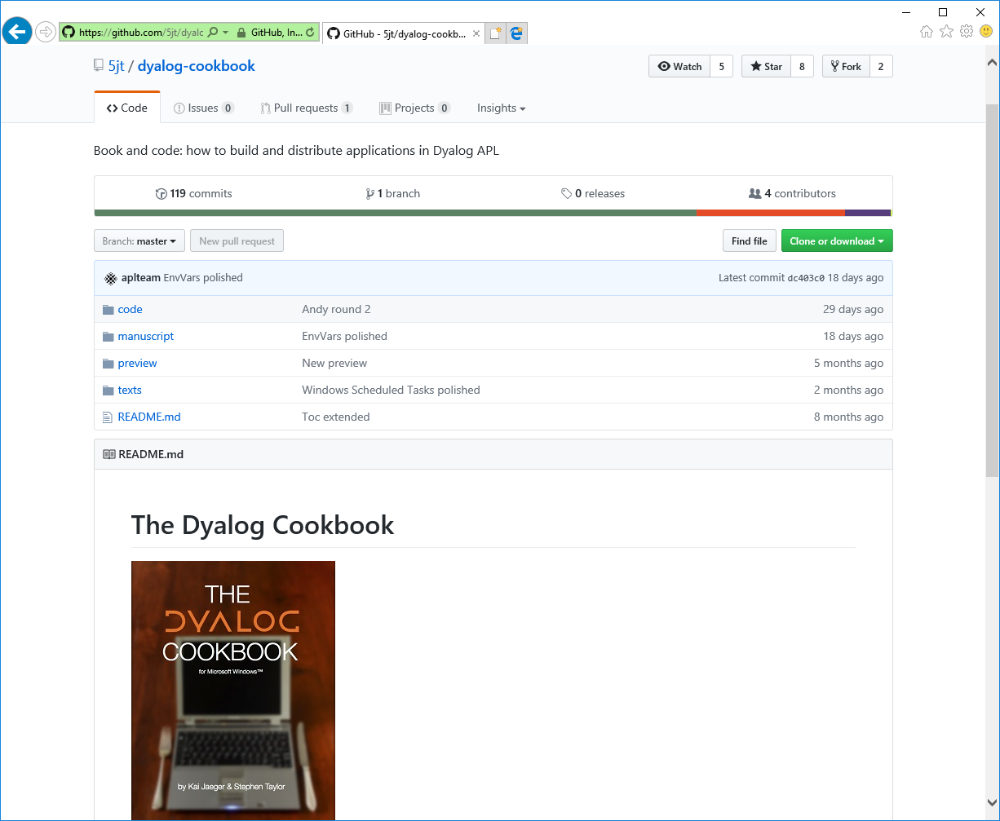 https://github.com/5jt/dyalc GitHub, In... GitHub - 5jt/dyalog-cookb...
5jt / dyalog-cookbook Watch 5 Star 8 Fork 2
Code Issues 0 Pull requests 1 Projects 0 Insights
Book and code: how to build and distribute applications in Dyalog APL
119 commits 1 branch 0 releases 4 contributors
Branch: master New pull request Find file Clone or download
aplteam EnvVars polished Latest commit dc403c0 18 days ago
code Andy round 2 29 days ago
manuscript EnvVars polished 18 days ago
preview New preview 5 months ago
texts Windows Scheduled Tasks polished 2 months ago
README.md Toc extended 8 months ago
README.md
The Dyalog Cookbook
THE
DYALOG
COOKBOOK
for Microsoft Windows™
by Kai Jaeger & Stephen Taylor